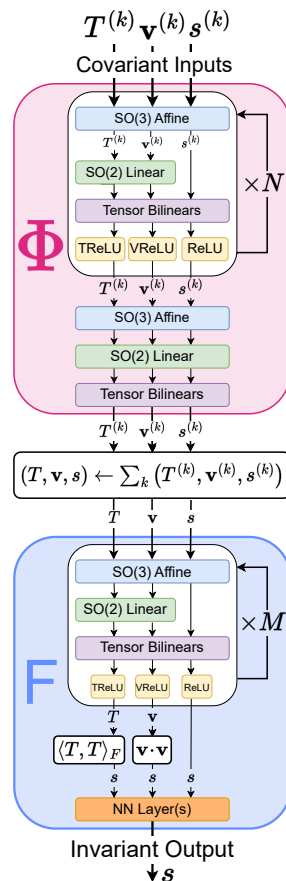 T^(k) v^(k) s^(k)
Covariant Inputs
SO(3) Affine
T^(k) v^(k) s^(k)
SO(2) Linear
×N
Tensor Bilinears
TReLU VReLU ReLU
Φ
T^(k) v^(k) s^(k)
SO(3) Affine
SO(2) Linear
Tensor Bilinears
T^(k) v^(k) s^(k)
(T, v, s) ← ∑_k (T^(k), v^(k), s^(k))
T v s
SO(3) Affine
SO(2) Linear
×M
Tensor Bilinears
F
TReLU VReLU ReLU
T v
⟨T, T⟩_F v·v s
s s s
NN Layer(s)
Invariant Output
s